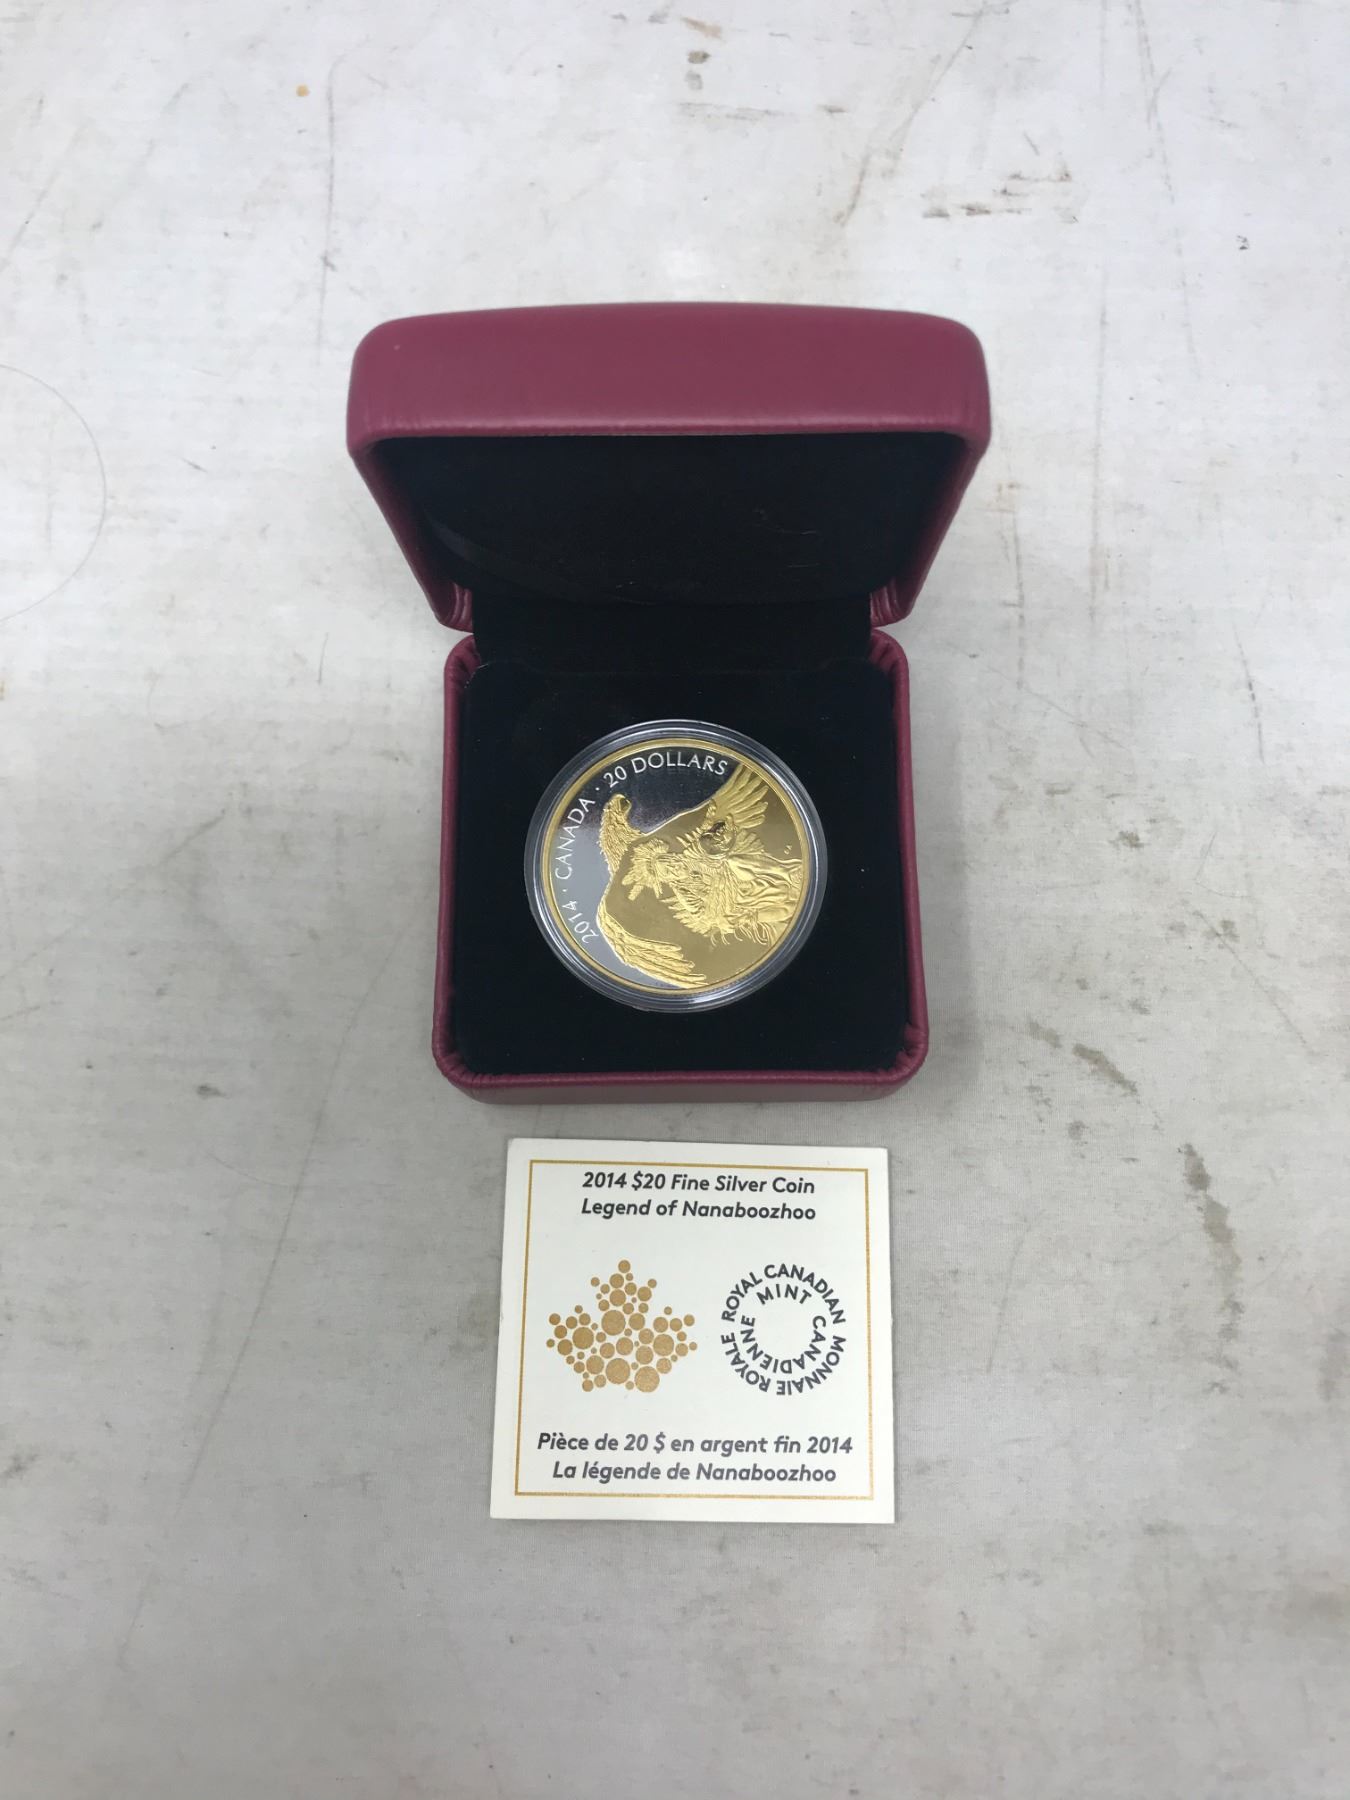 2014 · CANADA · 20 DOLLARS
2014 $20 Fine Silver Coin
Legend of Nanaboozhoo
ROYAL CANADIAN MINT
MONNAIE ROYALE CANADIENNE
Pièce de 20 $ en argent fin 2014
La légende de Nanaboozhoo